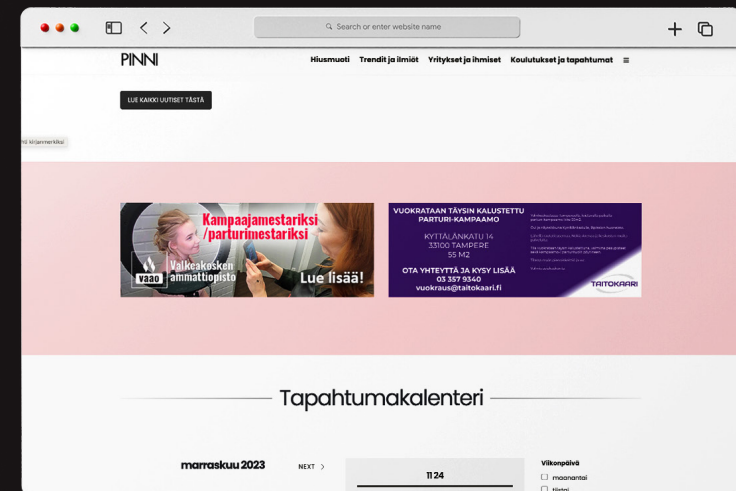 Search or enter website name
PINNI
Hiusmuoti Trendit ja ilmiöt Yritykset ja ihmiset Koulutukset ja tapahtumat
LUE KAIKKI UUTISET TÄSTÄ
kirjanmerkiksi
Kampaajamestariksi
/parturimestariksi
vaao
Valkeakosken
ammattiopisto
Lue lisää!
VUOKRATAAN TÄYSIN KALUSTETTU
PARTURI-KAMPAAMO
KYTTÄLÄNKATU 14
33100 TAMPERE
55 M2
OTA YHTEYTTÄ JA KYSY LISÄÄ
03 357 9340
vuokraus@taitokaari.fi
TAITOKAARI
Tapahtumakalenteri
marraskuu 2023
NEXT
11 24
Viikonpäivä
maanantai
tiistai